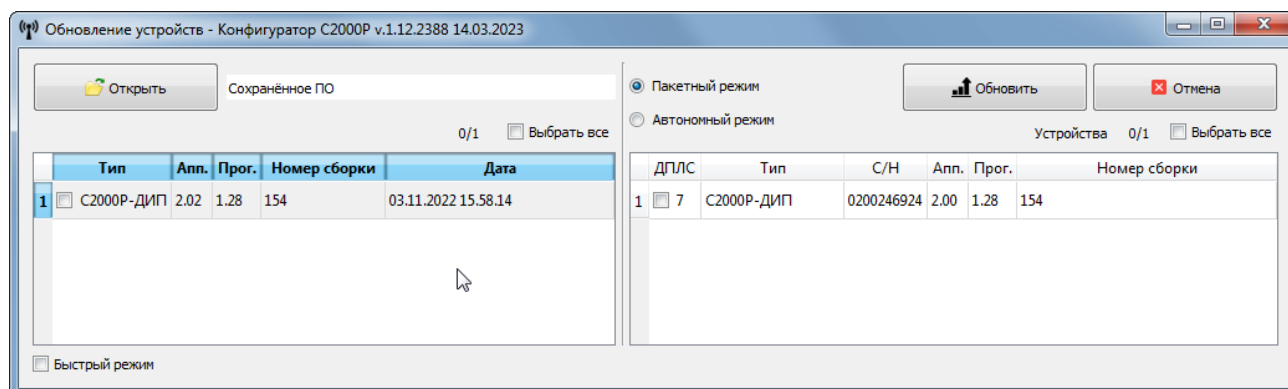 Обновление устройств - Конфигуратор С2000Р v.1.12.2388 14.03.2023
Открыть Сохранённое ПО
0/1 Выбрать все
Тип Апп. Прог. Номер сборки Дата
1 С2000Р-ДИП 2.02 1.28 154 03.11.2022 15.58.14
Быстрый режим
Пакетный режим Обновить Отмена
Автономный режим
Устройства 0/1 Выбрать все
ДПЛС Тип С/Н Апп. Прог. Номер сборки
1 7 С2000Р-ДИП 0200246924 2.00 1.28 154